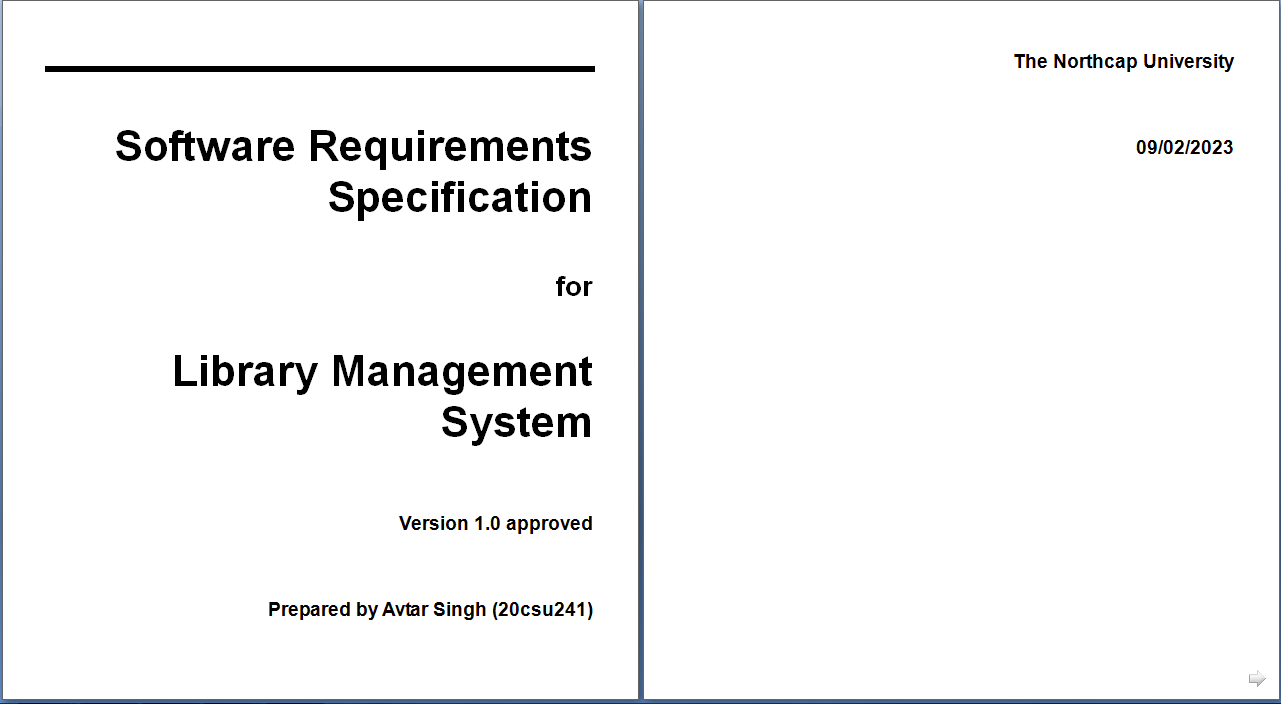 Software Requirements
Specification
for
Library Management
System
Version 1.0 approved
Prepared by Avtar Singh (20csu241)
The Northcap University
09/02/2023